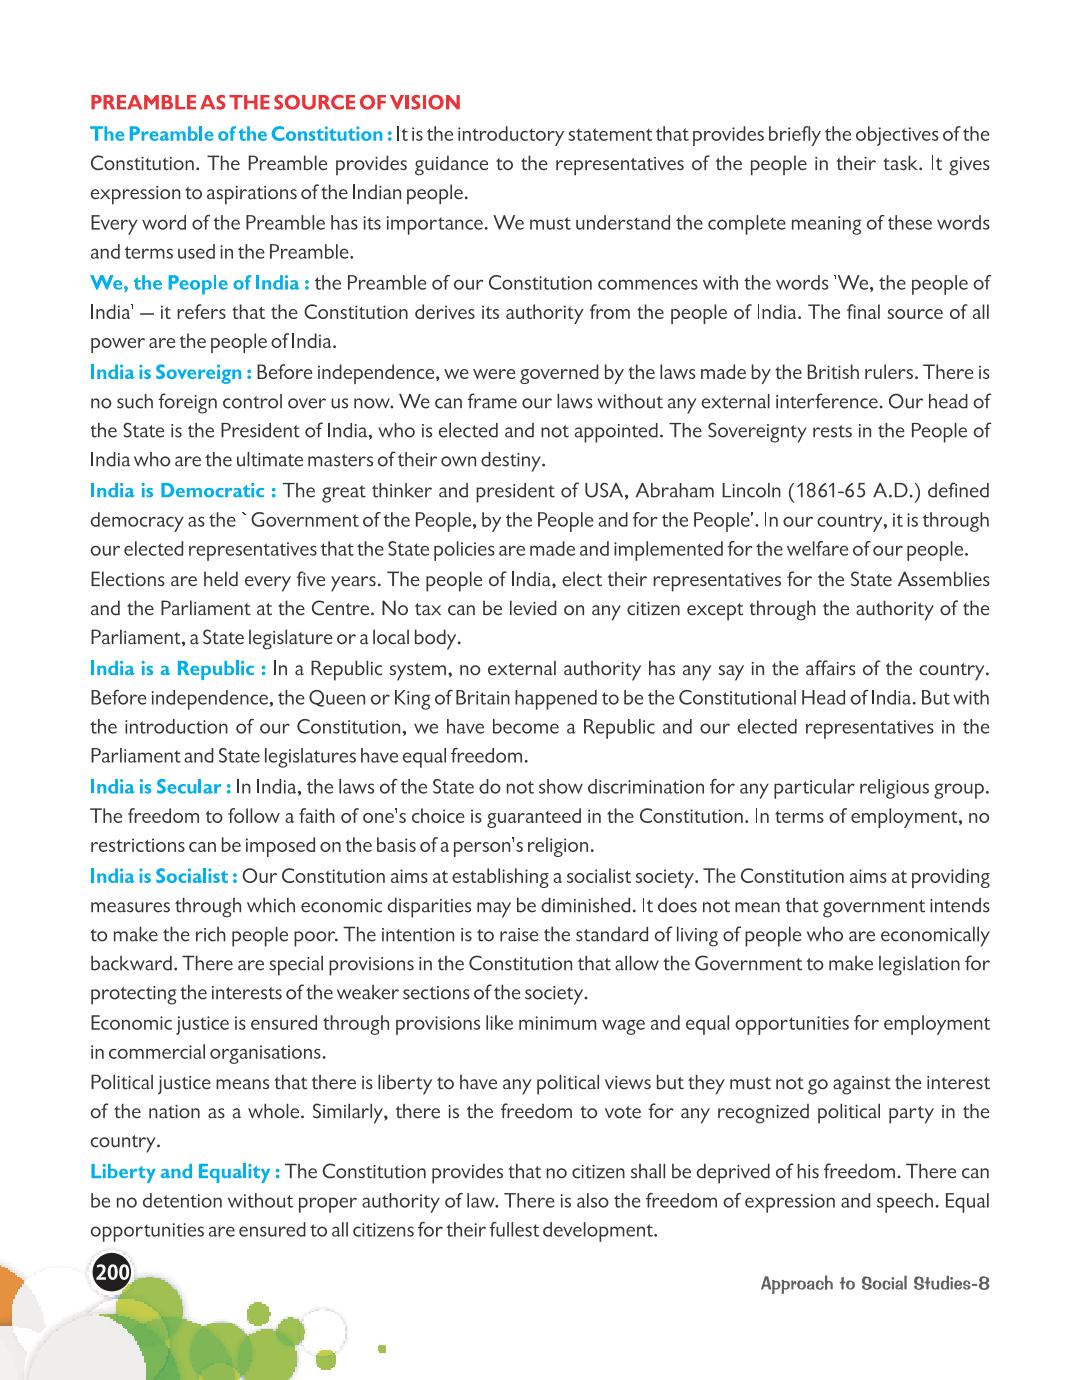 PREAMBLE AS THE SOURCE OF VISION
The Preamble of the Constitution : It is the introductory statement that provides briefly the objectives of the
Constitution. The Preamble provides guidance to the representatives of the people in their task. It gives
expression to aspirations of the Indian people.
Every word of the Preamble has its importance. We must understand the complete meaning of these words
and terms used in the Preamble.
We, the People of India : the Preamble of our Constitution commences with the words 'We, the people of
India' — it refers that the Constitution derives its authority from the people of India. The final source of all
power are the people of India.
India is Sovereign : Before independence, we were governed by the laws made by the British rulers. There is
no such foreign control over us now. We can frame our laws without any external interference. Our head of
the State is the President of India, who is elected and not appointed. The Sovereignty rests in the People of
India who are the ultimate masters of their own destiny.
India is Democratic : The great thinker and president of USA, Abraham Lincoln (1861-65 A.D.) defined
democracy as the `Government of the People, by the People and for the People'. In our country, it is through
our elected representatives that the State policies are made and implemented for the welfare of our people.
Elections are held every five years. The people of India, elect their representatives for the State Assemblies
and the Parliament at the Centre. No tax can be levied on any citizen except through the authority of the
Parliament, a State legislature or a local body.
India is a Republic : In a Republic system, no external authority has any say in the affairs of the country.
Before independence, the Queen or King of Britain happened to be the Constitutional Head of India. But with
the introduction of our Constitution, we have become a Republic and our elected representatives in the
Parliament and State legislatures have equal freedom.
India is Secular : In India, the laws of the State do not show discrimination for any particular religious group.
The freedom to follow a faith of one's choice is guaranteed in the Constitution. In terms of employment, no
restrictions can be imposed on the basis of a person's religion.
India is Socialist : Our Constitution aims at establishing a socialist society. The Constitution aims at providing
measures through which economic disparities may be diminished. It does not mean that government intends
to make the rich people poor. The intention is to raise the standard of living of people who are economically
backward. There are special provisions in the Constitution that allow the Government to make legislation for
protecting the interests of the weaker sections of the society.
Economic justice is ensured through provisions like minimum wage and equal opportunities for employment
in commercial organisations.
Political justice means that there is liberty to have any political views but they must not go against the interest
of the nation as a whole. Similarly, there is the freedom to vote for any recognized political party in the
country.
Liberty and Equality : The Constitution provides that no citizen shall be deprived of his freedom. There can
be no detention without proper authority of law. There is also the freedom of expression and speech. Equal
opportunities are ensured to all citizens for their fullest development.
200
Approach to Social Studies-8